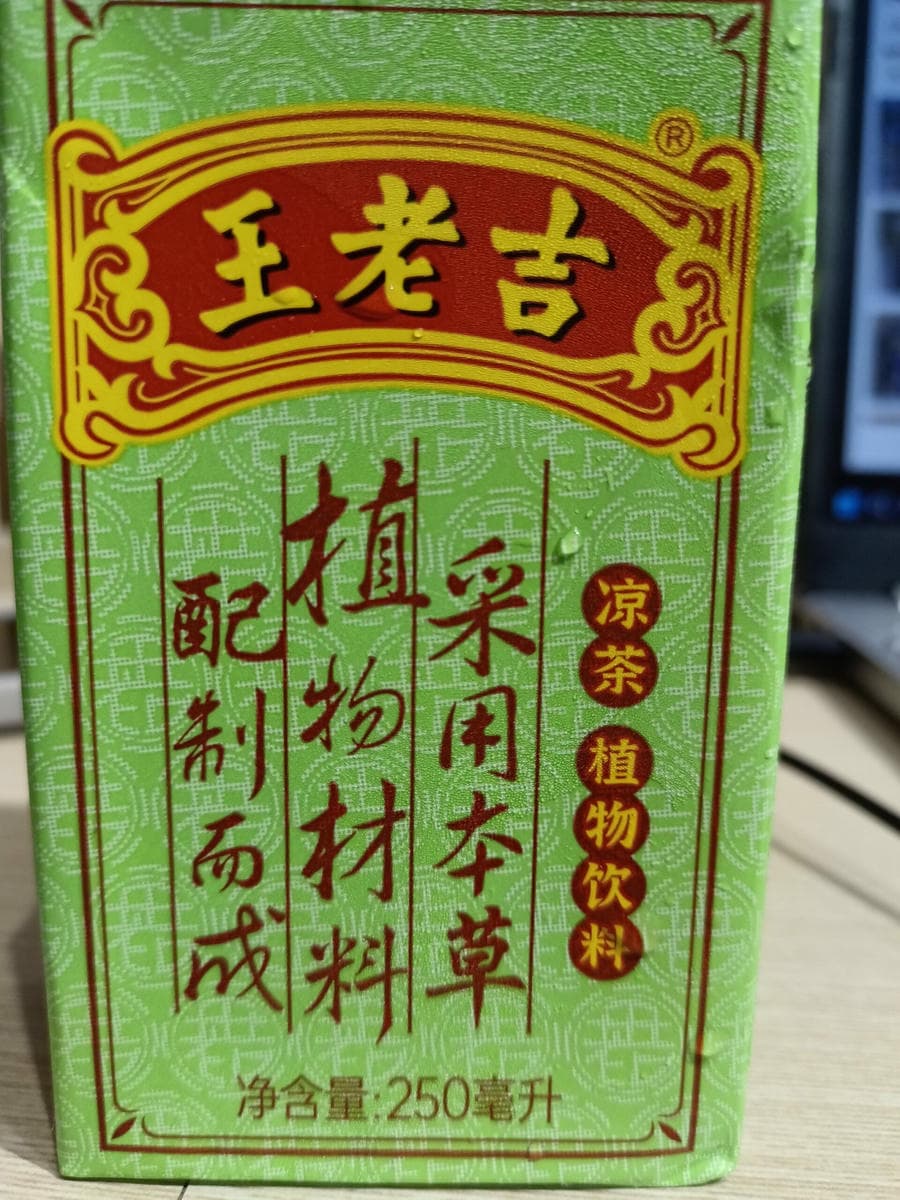 王老吉®
凉茶
植物饮料
采用本草
植物材料
配制而成
净含量:250毫升